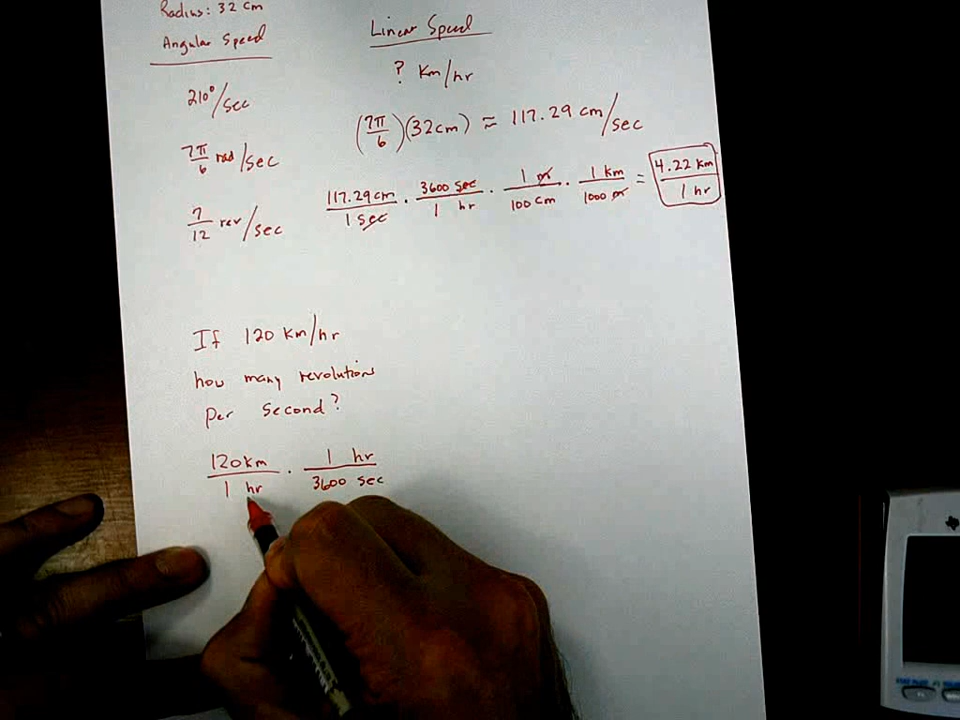 Radius: 32 cm
Angular Speed
210°/sec
7π/6 rad/sec
7/12 rev/sec
Linear Speed
? Km/hr
(7π/6)(32cm) ≈ 117.29 cm/sec
117.29cm/1 sec · 3600 sec/1 hr · 1 m/100 cm · 1 km/1000 m = 4.22 km/1 hr
If 120 km/hr
how many revolutions
per second?
120km/1 hr · 1 hr/3600 sec